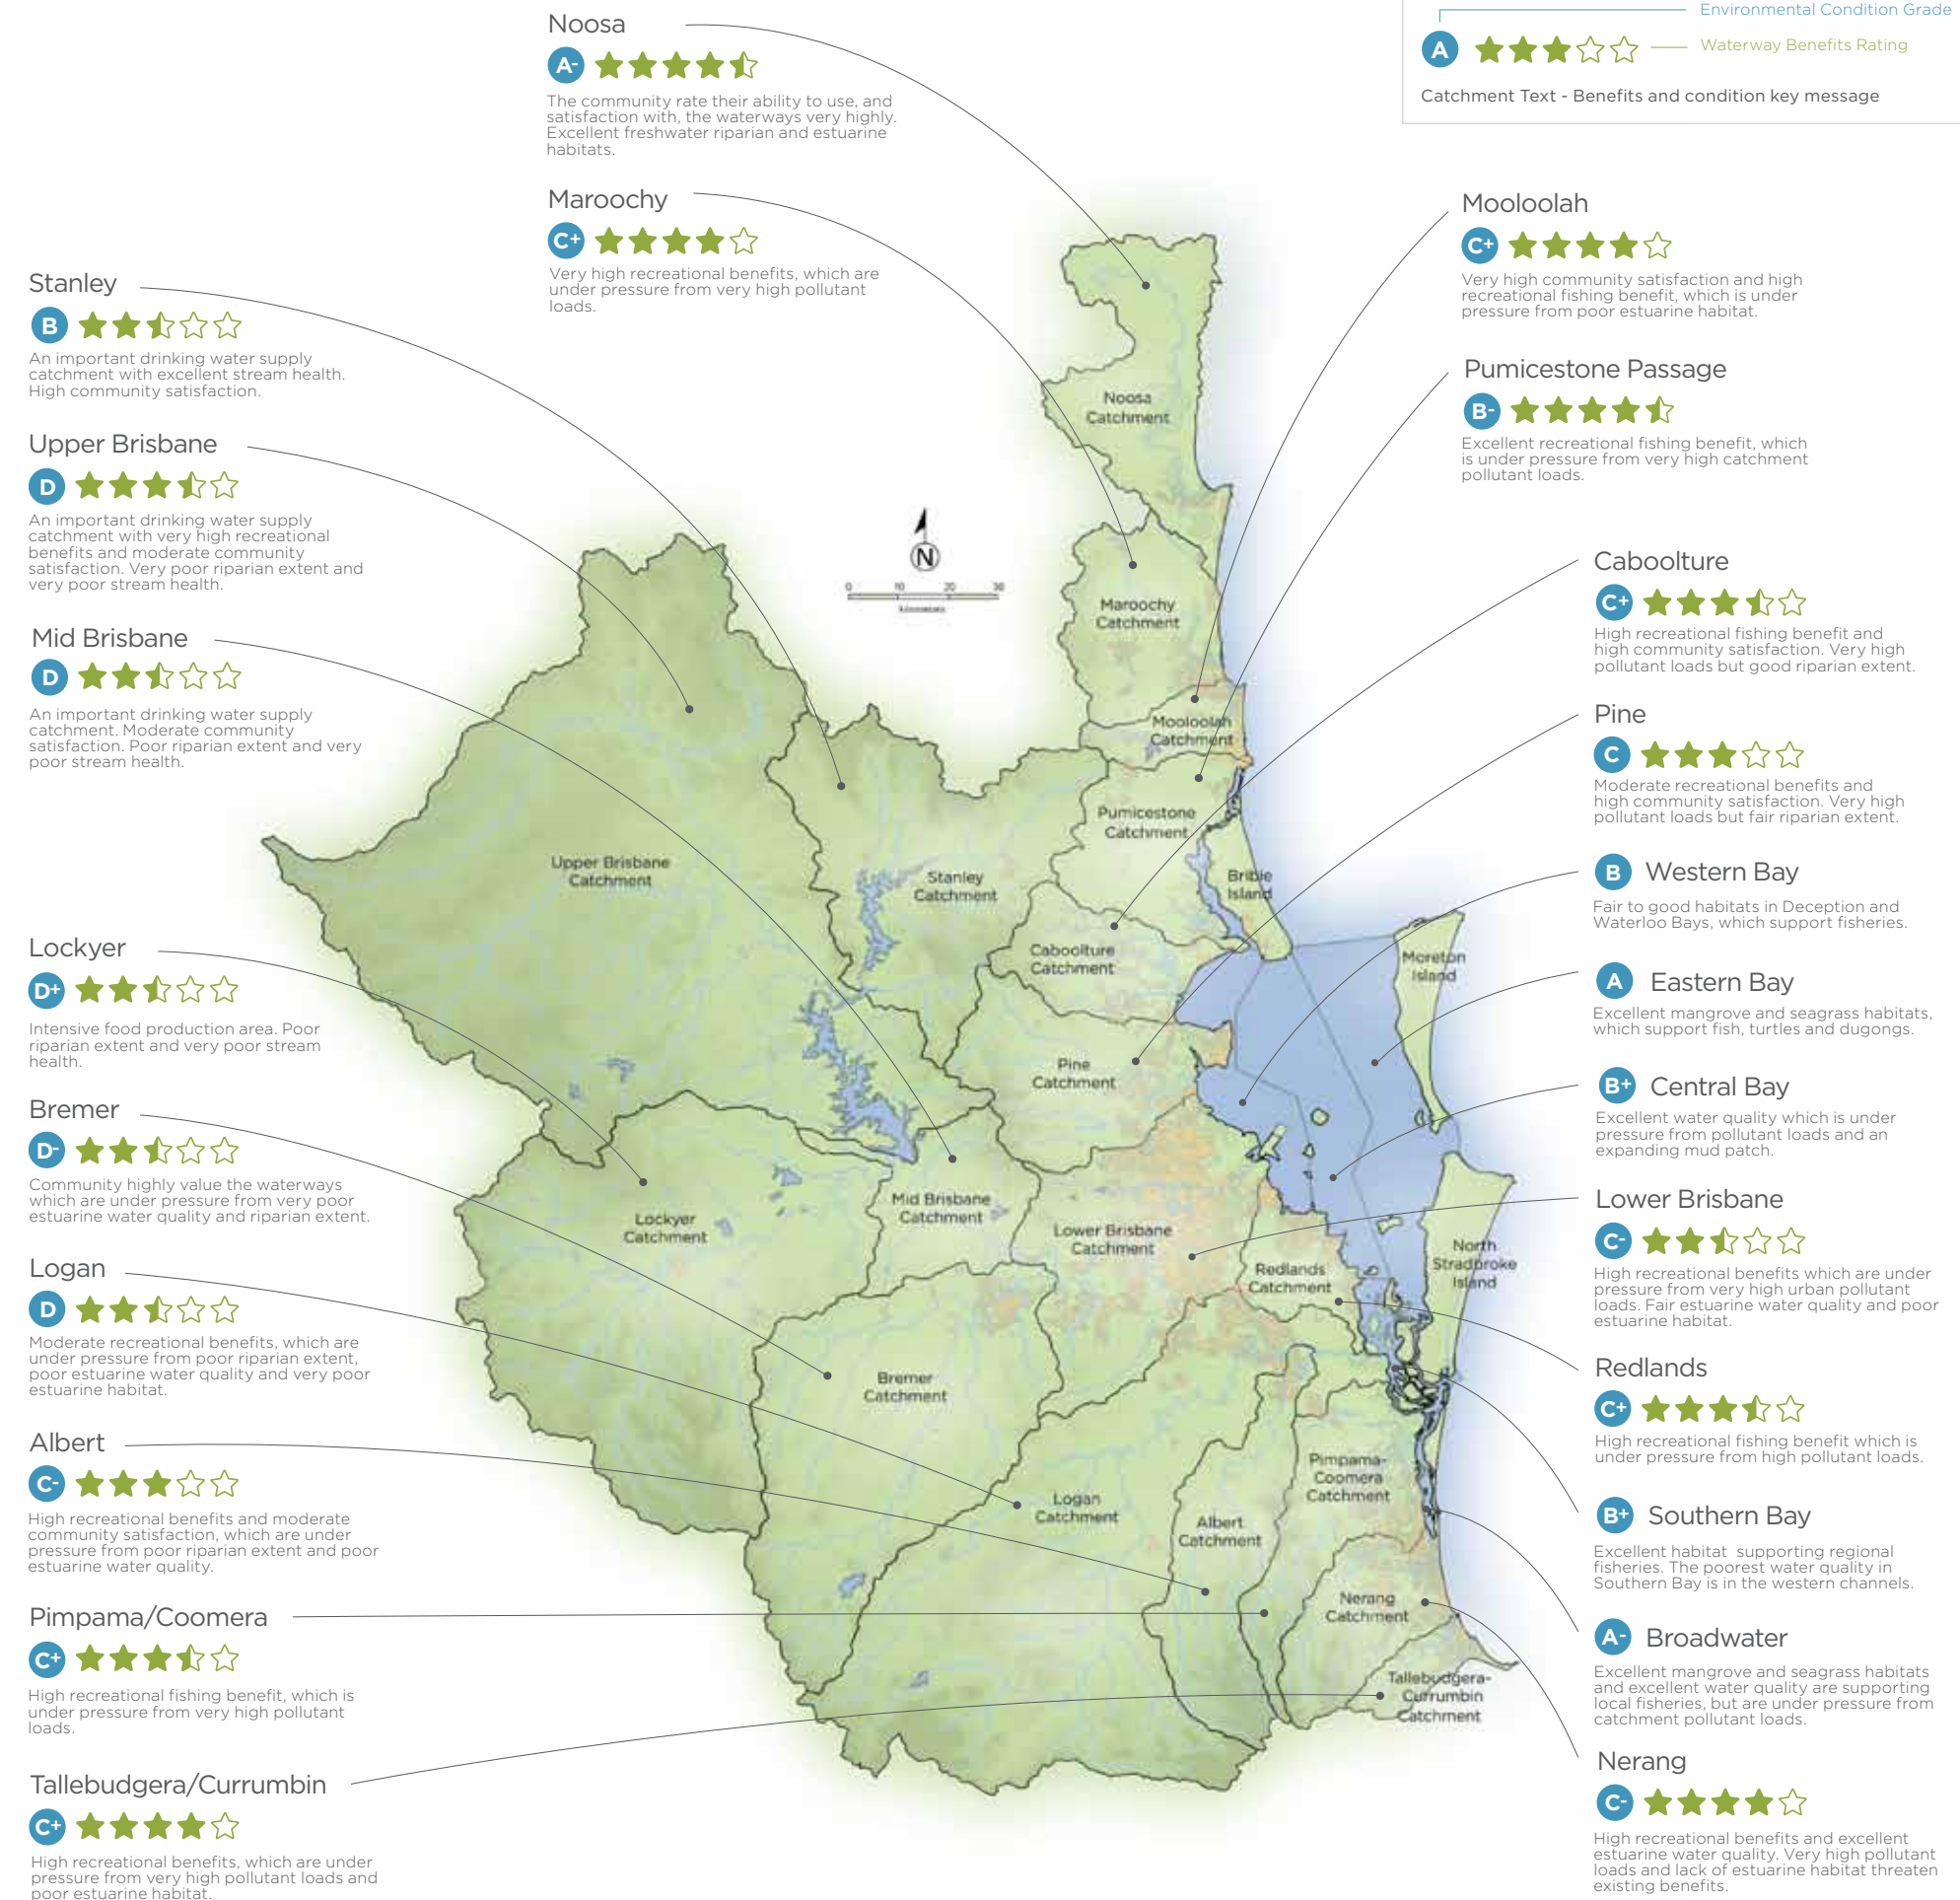 Environmental Condition Grade
A
Waterway Benefits Rating
Catchment Text - Benefits and condition key message
Noosa
A-
The community rate their ability to use, and
satisfaction with, the waterways very highly.
Excellent freshwater riparian and estuarine
habitats.
Maroochy
C+
Very high recreational benefits, which are
under pressure from very high pollutant
loads.
Stanley
B
An important drinking water supply
catchment with excellent stream health.
High community satisfaction.
Upper Brisbane
D
An important drinking water supply
catchment with very high recreational
benefits and moderate community
satisfaction. Very poor riparian extent and
very poor stream health.
Mid Brisbane
D
An important drinking water supply
catchment. Moderate community
satisfaction. Poor riparian extent and very
poor stream health.
Lockyer
D+
Intensive food production area. Poor
riparian extent and very poor stream
health.
Bremer
D-
Community highly value the waterways
which are under pressure from very poor
estuarine water quality and riparian extent.
Logan
D
Moderate recreational benefits, which are
under pressure from poor riparian extent,
poor estuarine water quality and very poor
estuarine habitat.
Albert
C-
High recreational benefits and moderate
community satisfaction, which are under
pressure from poor riparian extent and poor
estuarine water quality.
Pimpama/Coomera
C+
High recreational fishing benefit, which is
under pressure from very high pollutant
loads.
Tallebudgera/Currumbin
C+
High recreational benefits, which are under
pressure from very high pollutant loads and
poor estuarine habitat.
N
0 10 20 30
kilometres
Noosa
Catchment
Maroochy
Catchment
Mooloolah
Catchment
Pumicestone
Catchment
Bribie
Island
Upper Brisbane
Catchment
Stanley
Catchment
Caboolture
Catchment
Moreton
Island
Pine
Catchment
Mid Brisbane
Catchment
Lockyer
Catchment
Lower Brisbane
Catchment
Redlands
Catchment
North
Stradbroke
Island
Bremer
Catchment
Logan
Catchment
Albert
Catchment
Pimpama-
Coomera
Catchment
Nerang
Catchment
Tallebudgera-
Currumbin
Catchment
Mooloolah
C+
Very high community satisfaction and high
recreational fishing benefit, which is under
pressure from poor estuarine habitat.
Pumicestone Passage
B-
Excellent recreational fishing benefit, which
is under pressure from very high catchment
pollutant loads.
Caboolture
C+
High recreational fishing benefit and
high community satisfaction. Very high
pollutant loads but good riparian extent.
Pine
C
Moderate recreational benefits and
high community satisfaction. Very high
pollutant loads but fair riparian extent.
B Western Bay
Fair to good habitats in Deception and
Waterloo Bays, which support fisheries.
A Eastern Bay
Excellent mangrove and seagrass habitats,
which support fish, turtles and dugongs.
B+ Central Bay
Excellent water quality which is under
pressure from pollutant loads and an
expanding mud patch.
Lower Brisbane
C-
High recreational benefits which are under
pressure from very high urban pollutant
loads. Fair estuarine water quality and poor
estuarine habitat.
Redlands
C+
High recreational fishing benefit which is
under pressure from high pollutant loads.
B+ Southern Bay
Excellent habitat supporting regional
fisheries. The poorest water quality in
Southern Bay is in the western channels.
A- Broadwater
Excellent mangrove and seagrass habitats
and excellent water quality are supporting
local fisheries, but are under pressure from
catchment pollutant loads.
Nerang
C-
High recreational benefits and excellent
estuarine water quality. Very high pollutant
loads and lack of estuarine habitat threaten
existing benefits.